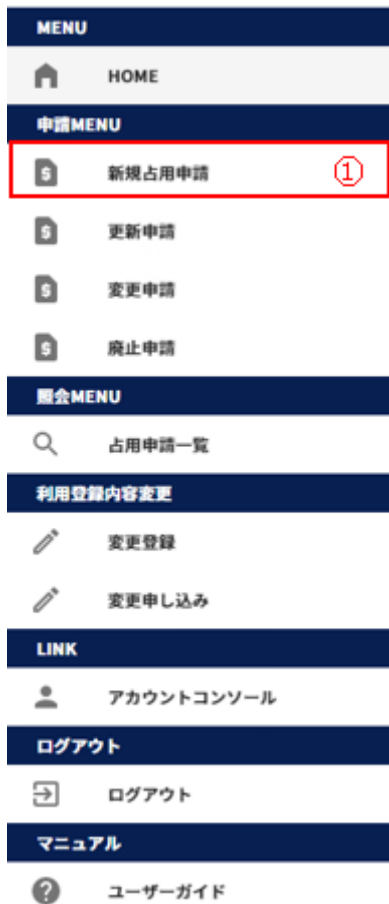 MENU
HOME
申請MENU
新規占用申請 ①
更新申請
変更申請
廃止申請
照会MENU
占用申請一覧
利用登録内容変更
変更登録
変更申し込み
LINK
アカウントコンソール
ログアウト
ログアウト
マニュアル
ユーザーガイド